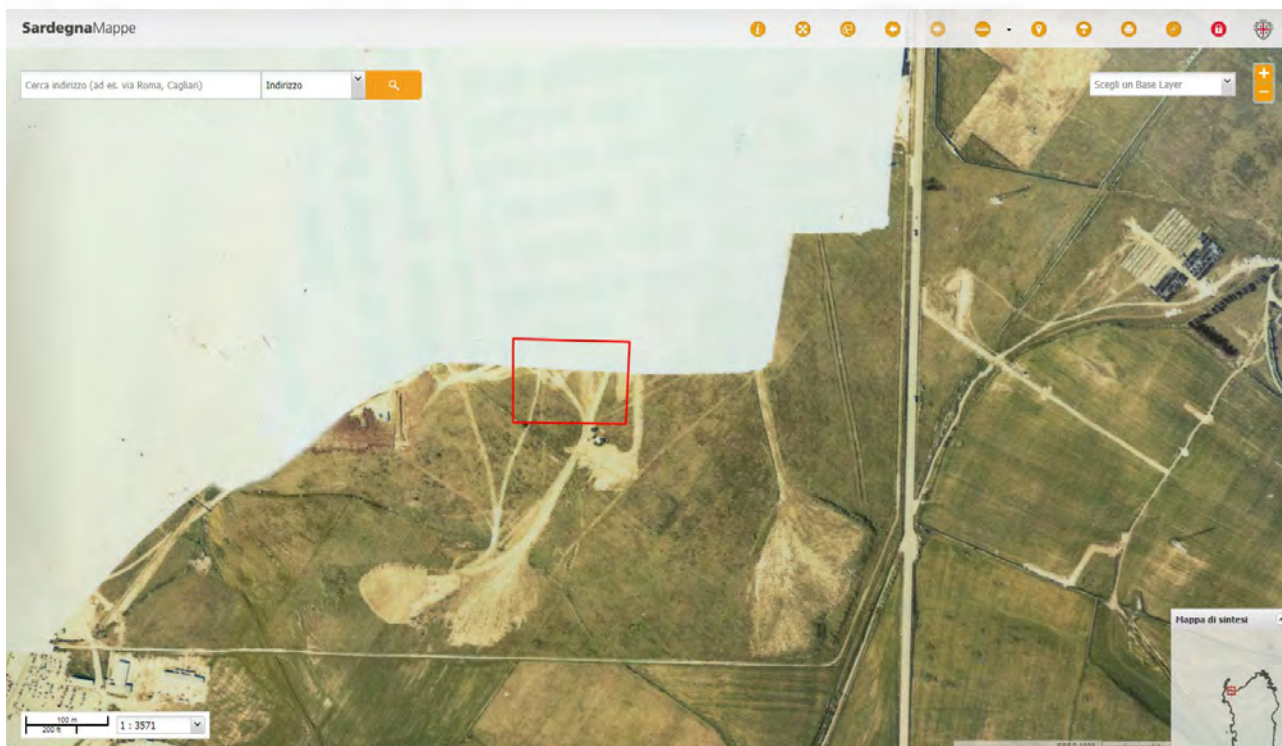 SardegnaMappe
Cerca indirizzo (ad es. via Roma, Cagliari)
Indirizzo
Scegli un Base Layer
+
−
Mappa di sintesi
100 m
200 ft
1 : 3571